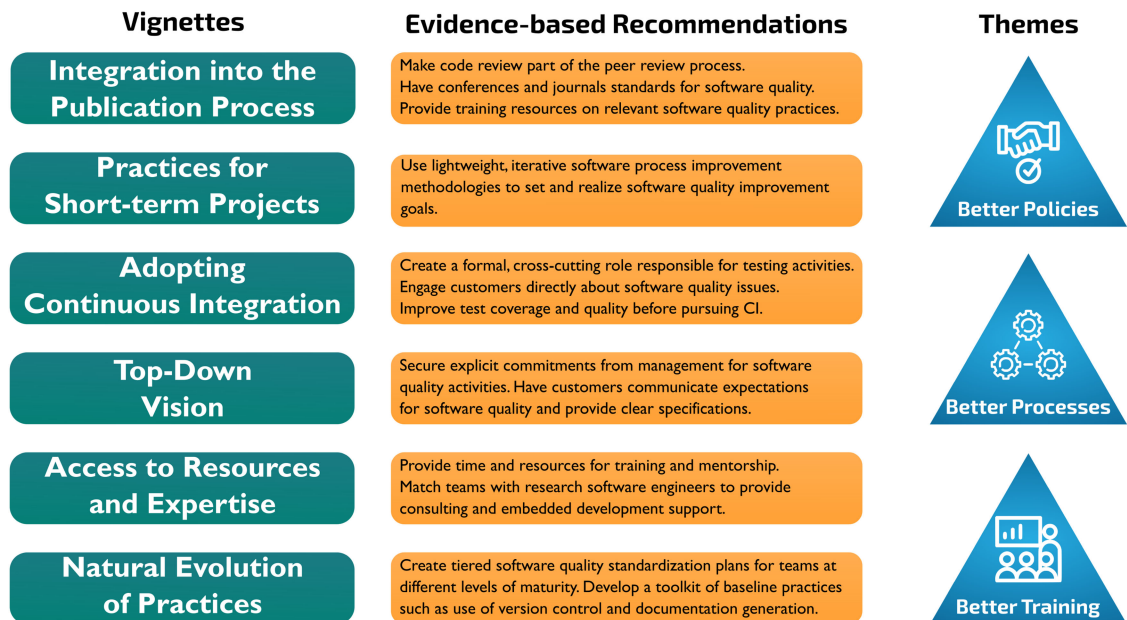 Vignettes
Evidence-based Recommendations
Themes
Integration into the
Publication Process
Make code review part of the peer review process.
Have conferences and journals standards for software quality.
Provide training resources on relevant software quality practices.
Practices for
Short-term Projects
Use lightweight, iterative software process improvement
methodologies to set and realize software quality improvement
goals.
Better Policies
Adopting
Continuous Integration
Create a formal, cross-cutting role responsible for testing activities.
Engage customers directly about software quality issues.
Improve test coverage and quality before pursuing CI.
Top-Down
Vision
Secure explicit commitments from management for software
quality activities. Have customers communicate expectations
for software quality and provide clear specifications.
Better Processes
Access to Resources
and Expertise
Provide time and resources for training and mentorship.
Match teams with research software engineers to provide
consulting and embedded development support.
Natural Evolution
of Practices
Create tiered software quality standardization plans for teams at
different levels of maturity. Develop a toolkit of baseline practices
such as use of version control and documentation generation.
Better Training